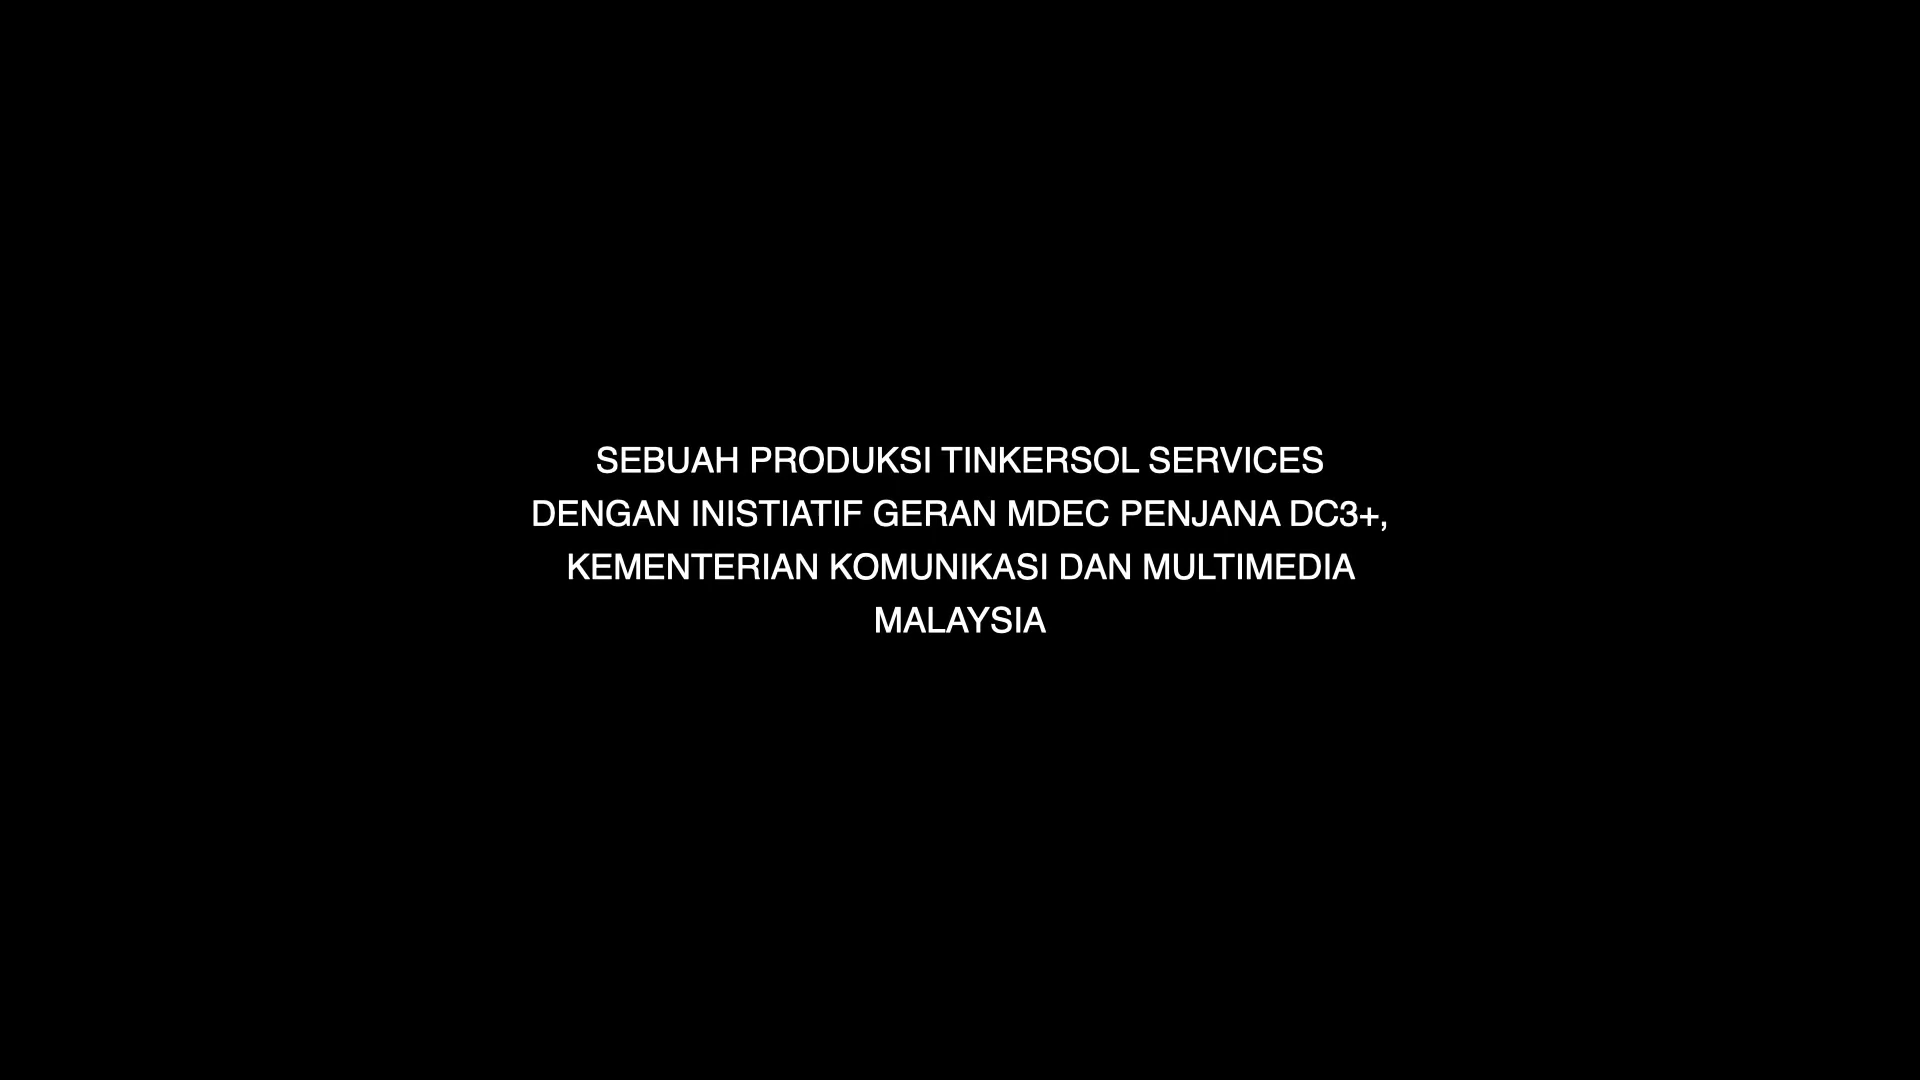 SEBUAH PRODUKSI TINKERSOL SERVICES
DENGAN INISTIATIF GERAN MDEC PENJANA DC3+,
KEMENTERIAN KOMUNIKASI DAN MULTIMEDIA
MALAYSIA